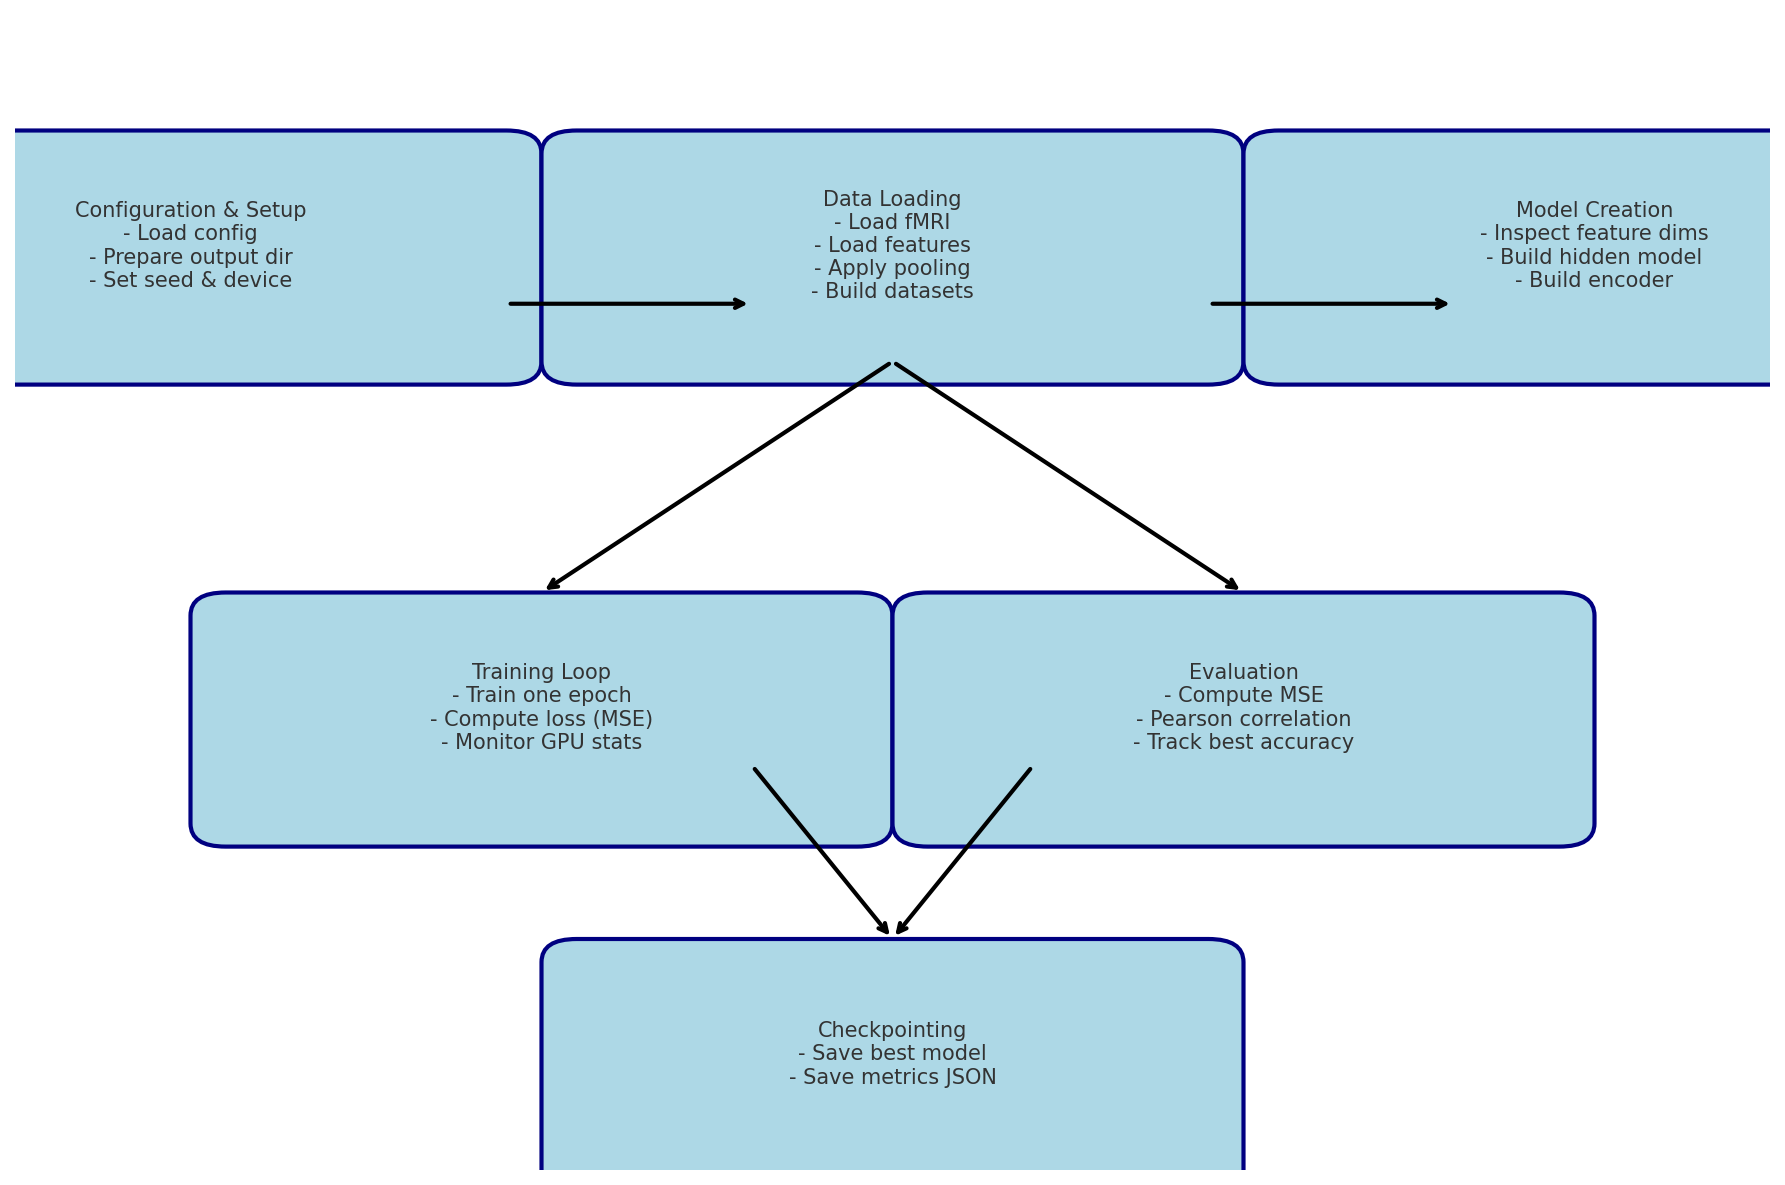 Configuration & Setup
- Load config
- Prepare output dir
- Set seed & device
Data Loading
- Load fMRI
- Load features
- Apply pooling
- Build datasets
Model Creation
- Inspect feature dims
- Build hidden model
- Build encoder
Training Loop
- Train one epoch
- Compute loss (MSE)
- Monitor GPU stats
Evaluation
- Compute MSE
- Pearson correlation
- Track best accuracy
Checkpointing
- Save best model
- Save metrics JSON